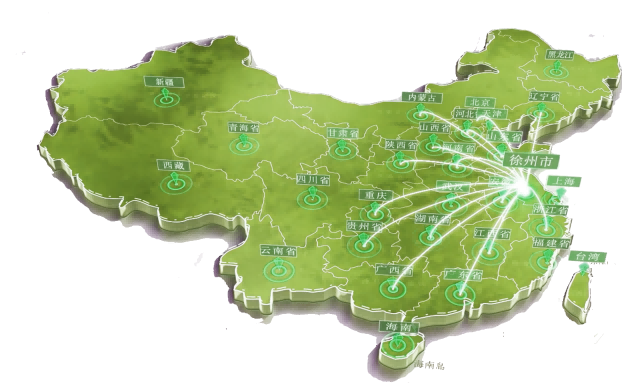 黑龙江
新疆
内蒙古
辽宁省
北京
河北
天津
青海省
甘肃省
山西省
山东省
陕西省
河南省
徐州市
西藏
四川省
重庆
武汉
上海
贵州省
湖南省
江西省
浙江省
福建省
云南省
台湾
广西省
广东省
海南
海南岛